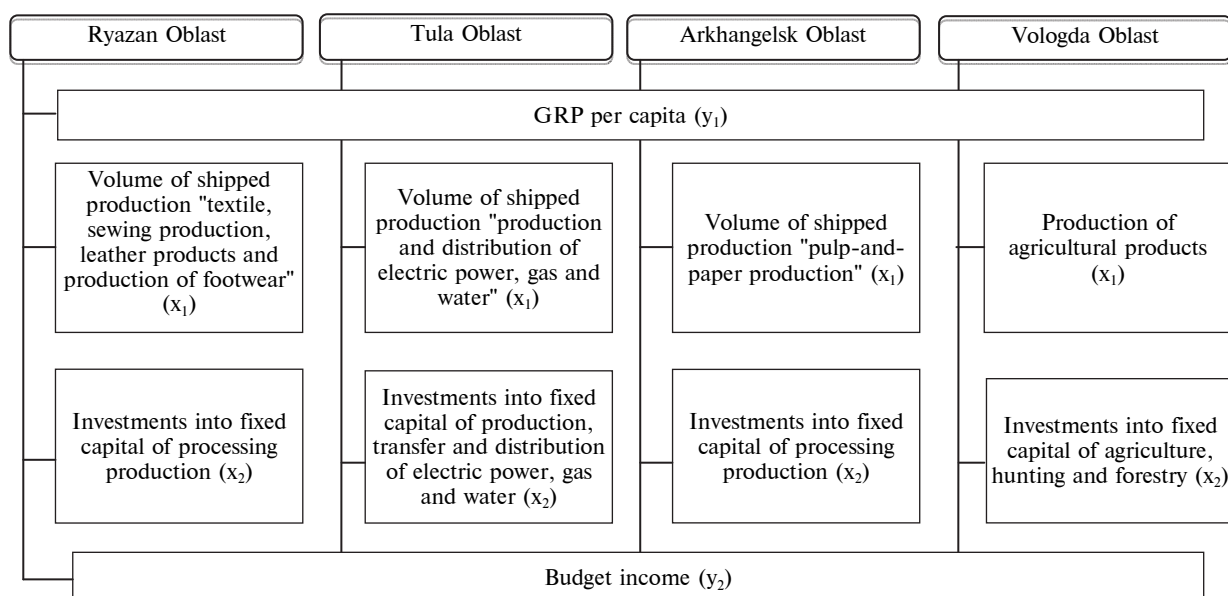 Ryazan Oblast
Tula Oblast
Arkhangelsk Oblast
Vologda Oblast
GRP per capita (y₁)
Volume of shipped
production "textile,
sewing production,
leather products and
production of footwear"
(x₁)
Volume of shipped
production "production
and distribution of
electric power, gas and
water" (x₁)
Volume of shipped
production "pulp-and-
paper production" (x₁)
Production of
agricultural products
(x₁)
Investments into fixed
capital of processing
production (x₂)
Investments into fixed
capital of production,
transfer and distribution
of electric power, gas
and water (x₂)
Investments into fixed
capital of processing
production (x₂)
Investments into fixed
capital of agriculture,
hunting and forestry (x₂)
Budget income (y₂)